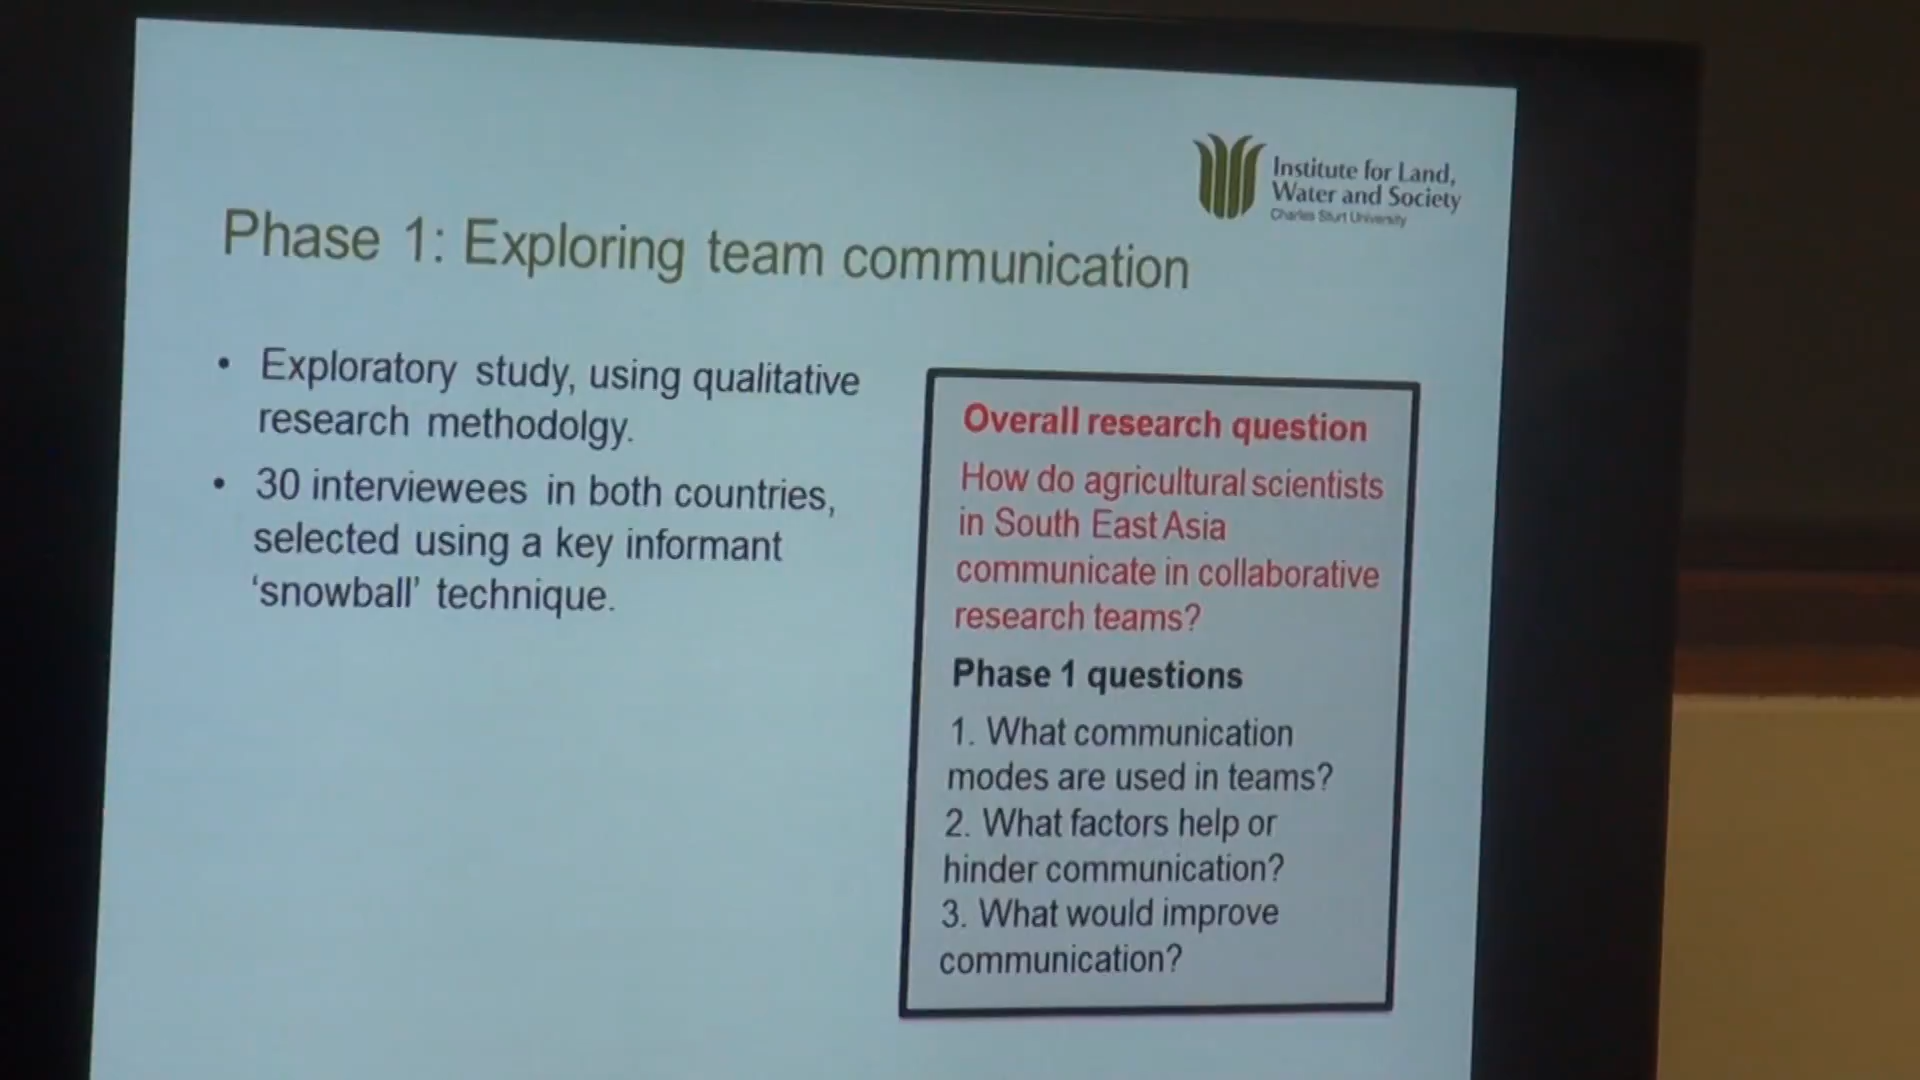 Institute for Land,
Water and Society
Charles Sturt University
Phase 1: Exploring team communication
• Exploratory study, using qualitative
research methodolgy.
• 30 interviewees in both countries,
selected using a key informant
‘snowball’ technique.
Overall research question
How do agricultural scientists
in South East Asia
communicate in collaborative
research teams?
Phase 1 questions
1. What communication
modes are used in teams?
2. What factors help or
hinder communication?
3. What would improve
communication?